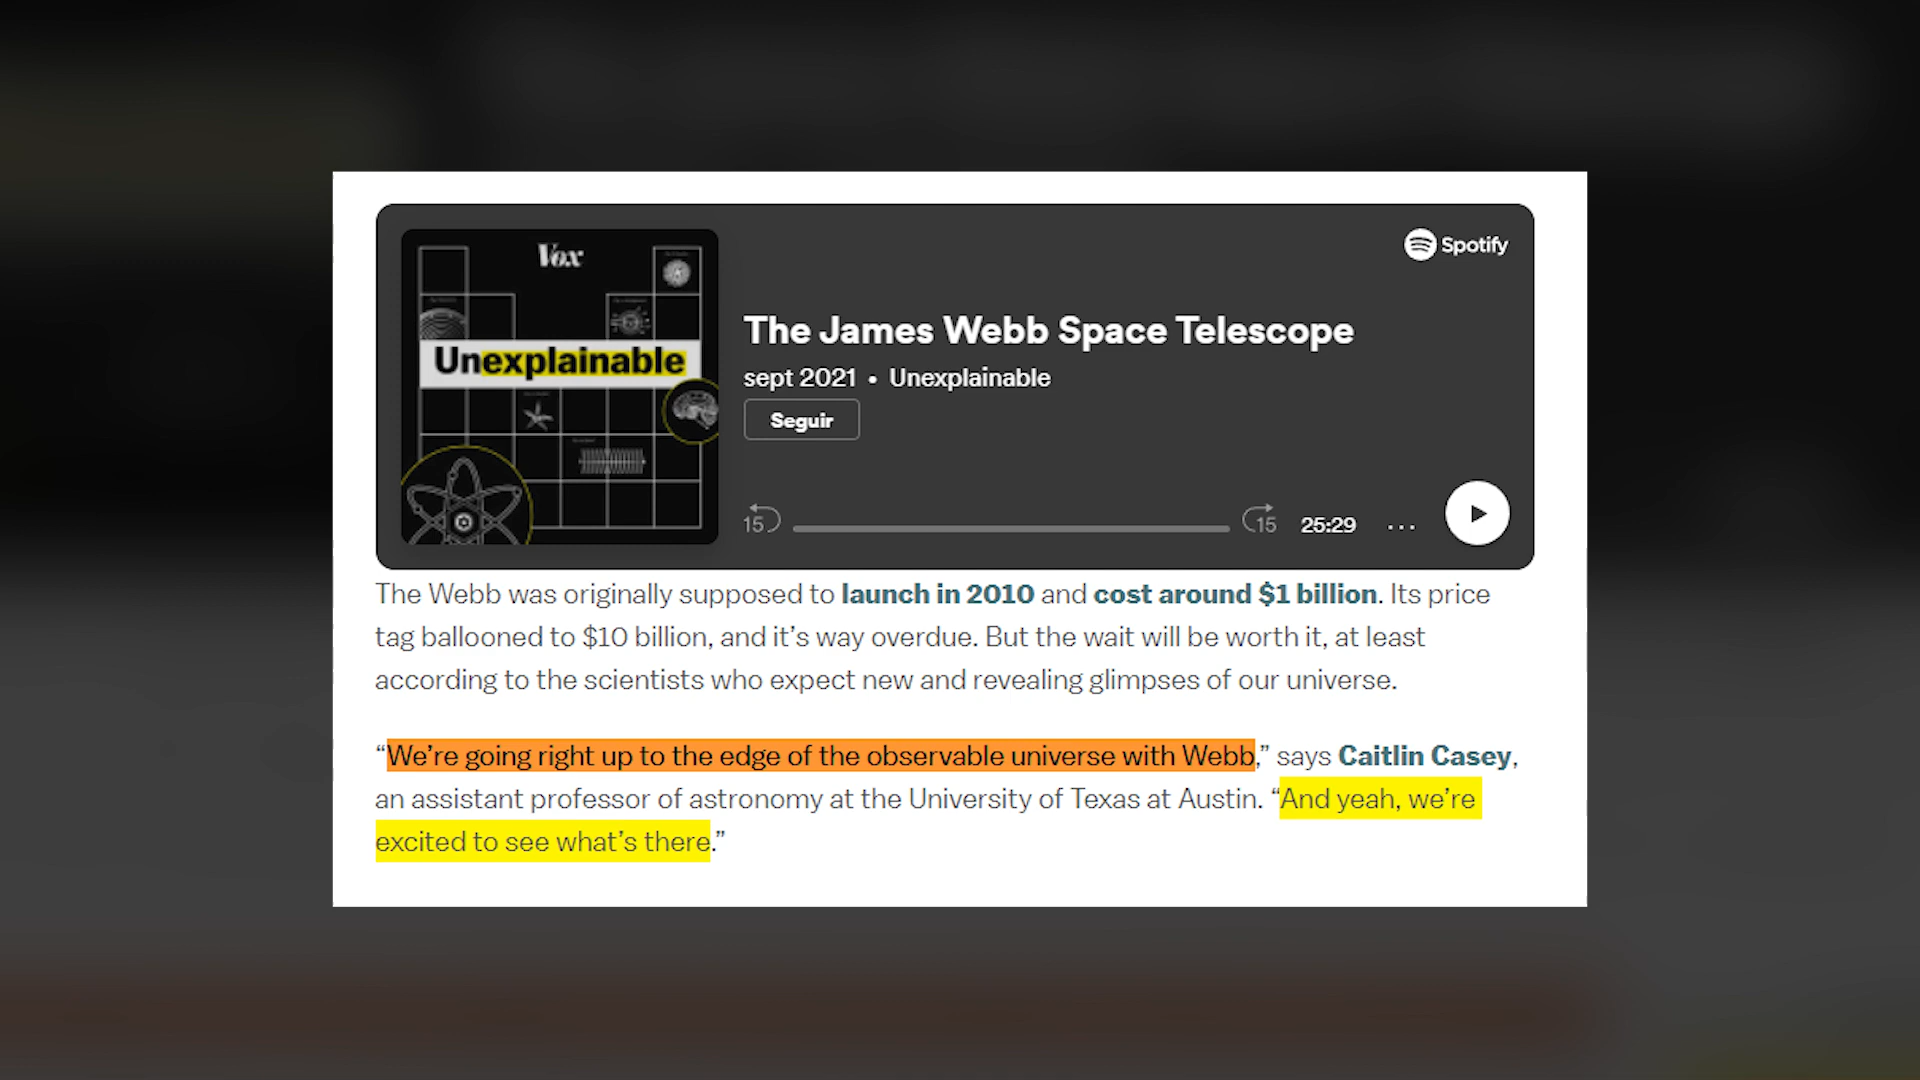 Vox
Unexplainable
Spotify
The James Webb Space Telescope
sept 2021 • Unexplainable
Seguir
15
15
25:29
...
The Webb was originally supposed to launch in 2010 and cost around $1 billion. Its price
tag ballooned to $10 billion, and it’s way overdue. But the wait will be worth it, at least
according to the scientists who expect new and revealing glimpses of our universe.
“We’re going right up to the edge of the observable universe with Webb,” says Caitlin Casey,
an assistant professor of astronomy at the University of Texas at Austin. “And yeah, we’re
excited to see what’s there.”